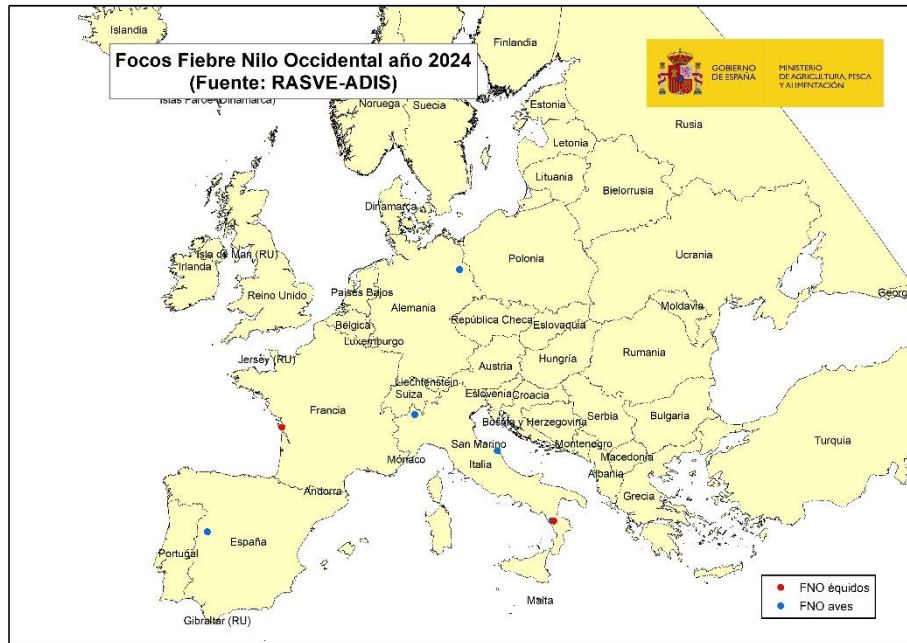 Islandia
Focos Fiebre Nilo Occidental año 2024
(Fuente: RASVE-ADIS)
GOBIERNO
DE ESPAÑA
MINISTERIO
DE AGRICULTURA, PESCA
Y ALIMENTACIÓN
Finlandia
Islas Faroe (Dinamarca)
Noruega
Suecia
Estonia
Rusia
Letonia
Lituania
Dinamarca
Bielorrusia
Isle de Man (RU)
Irlanda
Polonia
Ucrania
Reino Unido
Países Bajos
Alemania
Georg
Bélgica
República Checa
Moldavia
Luxemburgo
Eslovaquia
Jersey (RU)
Austria
Hungría
Rumania
Liechtenstein
Suiza
Eslovenia
Croacia
Francia
Bosnia y Herzegovina
Serbia
Bulgaria
San Marino
Montenegro
Turquia
Mónaco
Italia
Macedonia
Albania
Andorra
Grecia
España
Portugal
Malta
Gibraltar (RU)
FNO équidos
FNO aves